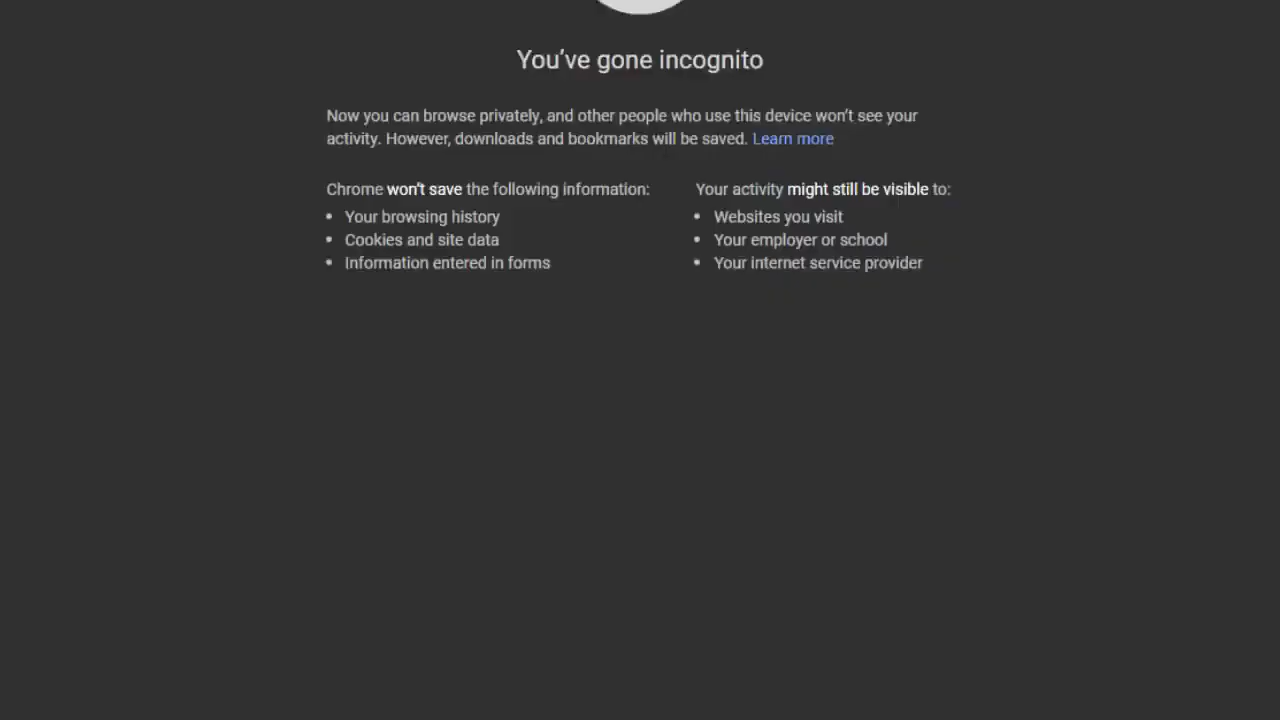 You've gone incognito
Now you can browse privately, and other people who use this device won't see your
activity. However, downloads and bookmarks will be saved. Learn more
Chrome won't save the following information:
• Your browsing history
• Cookies and site data
• Information entered in forms
Your activity might still be visible to:
• Websites you visit
• Your employer or school
• Your internet service provider